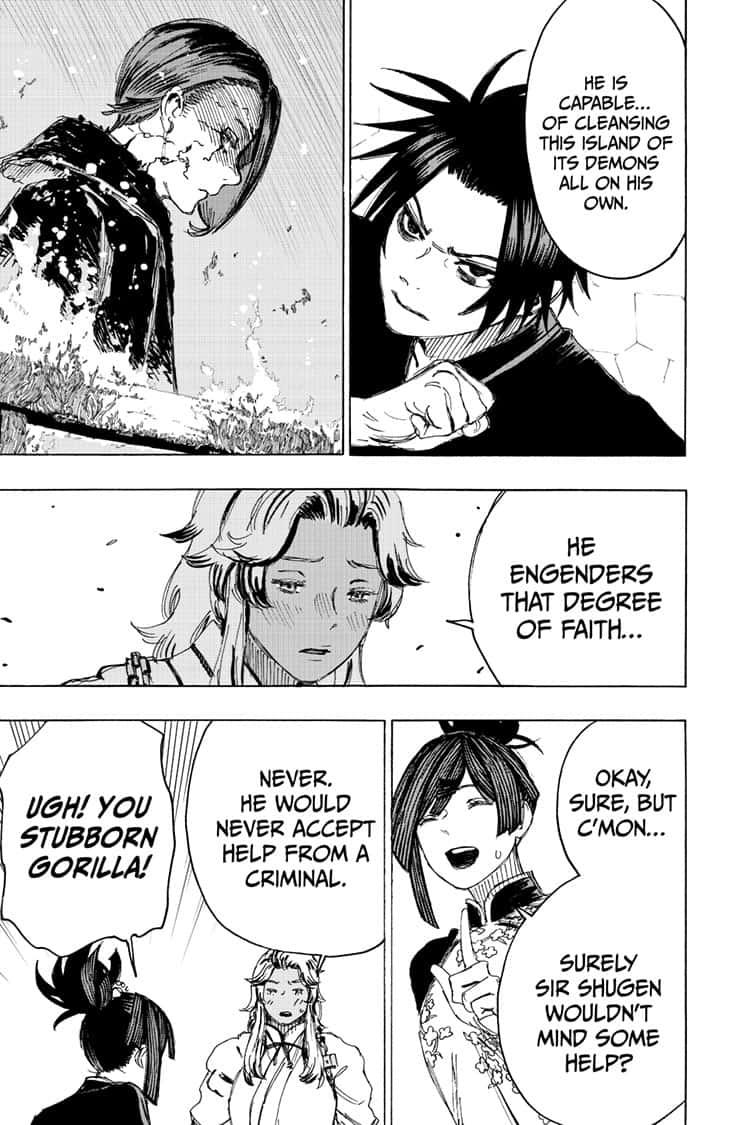 HE IS
CAPABLE...
OF CLEANSING
THIS ISLAND OF
ITS DEMONS
ALL ON HIS
OWN.
HE
ENGENDERS
THAT DEGREE
OF FAITH...
OKAY,
SURE, BUT
C'MON...
SURELY
SIR SHUGEN
WOULDN'T
MIND SOME
HELP?
NEVER.
HE WOULD
NEVER ACCEPT
HELP FROM A
CRIMINAL.
UGH! YOU
STUBBORN
GORILLA!